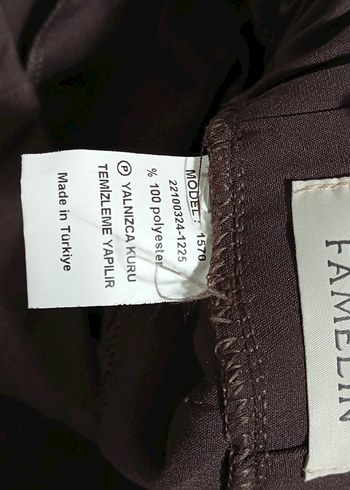 MODEL: 1570
22100324-1225
% 100 polyester
Ⓟ YALNIZCA KURU
TEMİZLEME YAPILIR
Made in Türkiye
FAMELIN